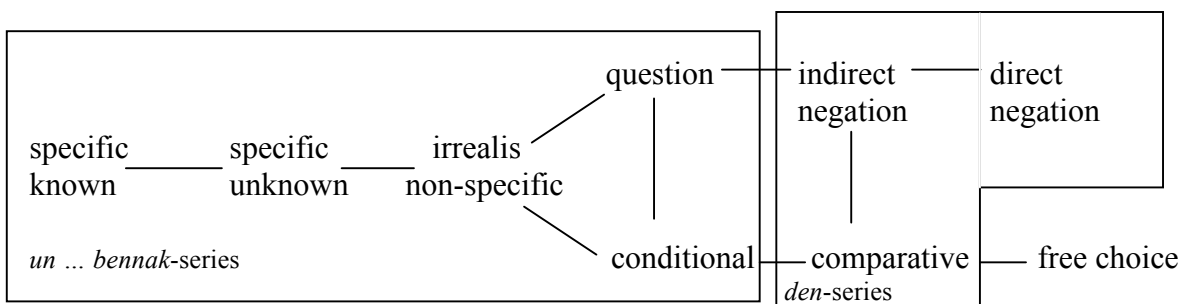 question indirect direct
negation negation
specific specific irrealis
known unknown non-specific
un ... bennak-series conditional comparative free choice
den-series